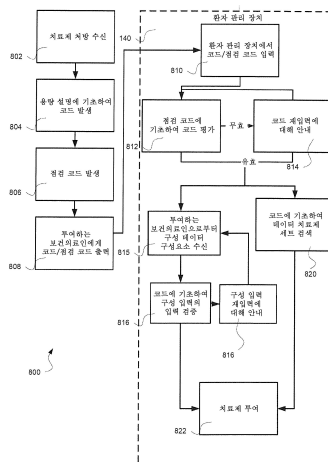 환자 관리 장치
140
치료제 처방 수신
802
용량 설명에 기초하여
코드 발생
804
점검 코드 발생
806
투여하는
보건의료인에게
코드/점검 코드 출력
808
환자 관리 장치에서
코드/점검 코드 입력
810
점검 코드에
기초하여 코드 평가
812
무효
코드 재입력에
대해 안내
814
유효
투여하는
보건의료인으로부터
구성 데이터
구성요소 수신
815
코드에 기초하여
데이터 치료제
세트 검색
820
코드에 기초하여
구성 입력의
입력 검증
816
구성 입력
재입력에
대해 안내
816
치료제 투여
822
800